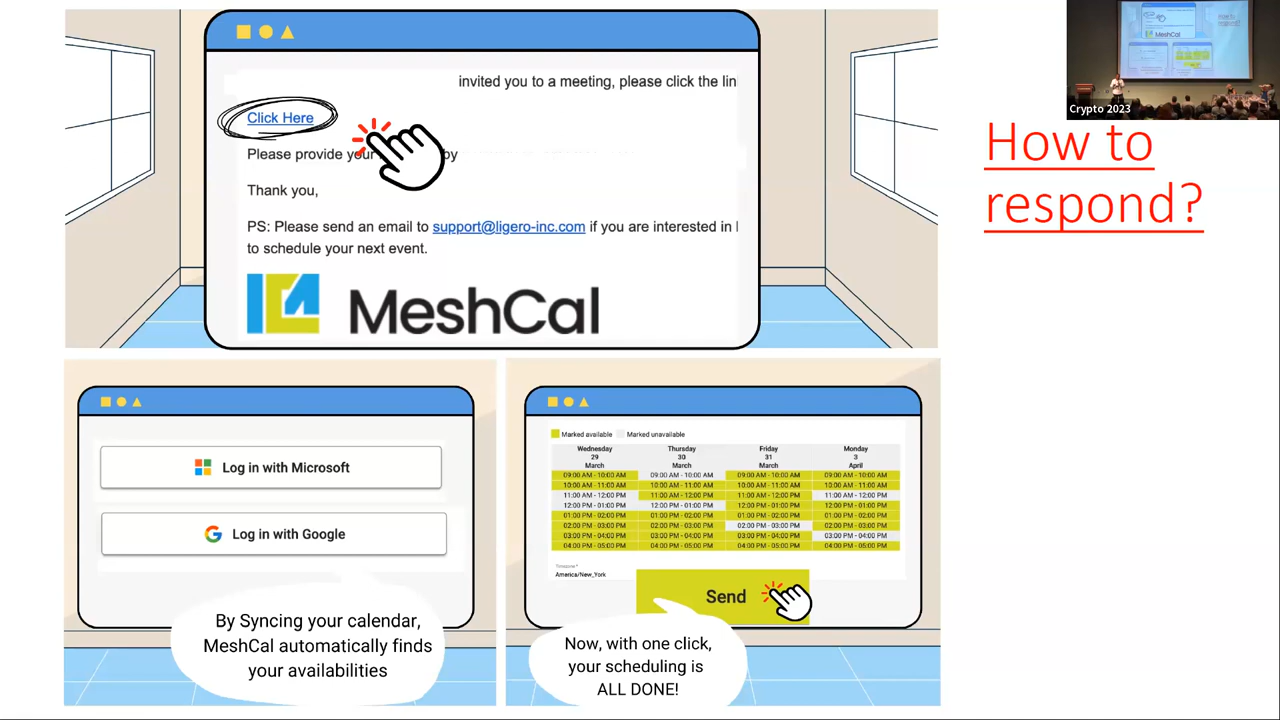 invited you to a meeting, please click the lin
Click Here
Please provide your
by
Thank you,
PS: Please send an email to support@ligero-inc.com if you are interested in
to schedule your next event.
MeshCal
How to
respond?
Crypto 2023
Log in with Microsoft
Log in with Google
By Syncing your calendar,
MeshCal automatically finds
your availabilities
Marked available Marked unavailable
Wednesday Thursday Friday Monday
29 30 31 3
March March March April
09:00 AM - 10:00 AM 09:00 AM - 10:00 AM 09:00 AM - 10:00 AM 09:00 AM - 10:00 AM
10:00 AM - 11:00 AM 10:00 AM - 11:00 AM 10:00 AM - 11:00 AM 10:00 AM - 11:00 AM
11:00 AM - 12:00 PM 11:00 AM - 12:00 PM 11:00 AM - 12:00 PM 11:00 AM - 12:00 PM
12:00 PM - 01:00 PM 12:00 PM - 01:00 PM 12:00 PM - 01:00 PM 12:00 PM - 01:00 PM
01:00 PM - 02:00 PM 01:00 PM - 02:00 PM 01:00 PM - 02:00 PM 01:00 PM - 02:00 PM
02:00 PM - 03:00 PM 02:00 PM - 03:00 PM 02:00 PM - 03:00 PM 02:00 PM - 03:00 PM
03:00 PM - 04:00 PM 03:00 PM - 04:00 PM 03:00 PM - 04:00 PM 03:00 PM - 04:00 PM
04:00 PM - 05:00 PM 04:00 PM - 05:00 PM 04:00 PM - 05:00 PM 04:00 PM - 05:00 PM
Timezone *
America/New_York
Send
Now, with one click,
your scheduling is
ALL DONE!